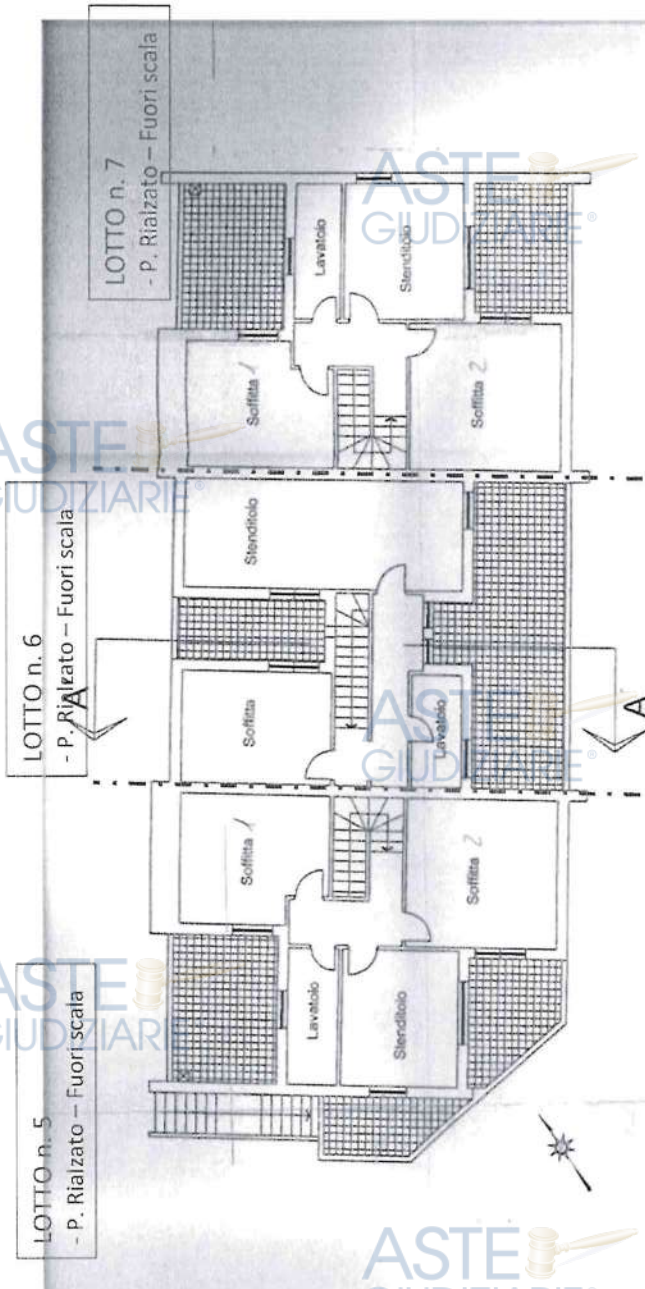 LOTTO n. 5
- P. Rialzato – Fuori scala
LOTTO n. 6
- P. Rialzato – Fuori scala
LOTTO n. 7
- P. Rialzato – Fuori scala
Soffitta 1
Lavatoio
Stenditoio
Soffitta 2
Soffitta
Stenditoio
Lavatoio
Soffitta 1
Lavatoio
Stenditoio
Soffitta 2
A
A
ASTE
GIUDIZIARIE®
ASTE
GIUDIZIARIE®
ASTE
GIUDIZIARIE®
ASTE
GIUDIZIARIE
ASTE
GIUDIZIARIE®